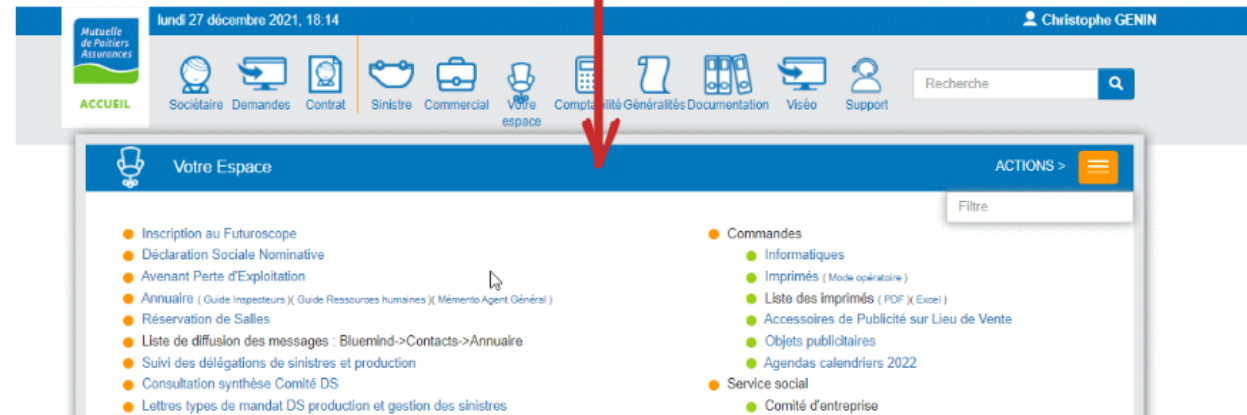 Mutuelle
de Poitiers
Assurances
lundi 27 décembre 2021, 18:14
Christophe GENIN
ACCUEIL
Sociétaire Demandes Contrat Sinistre Commercial Votre espace Comptabilité Généralités Documentation Viséo Support
Recherche
Votre Espace
ACTIONS >
Filtre
Inscription au Futuroscope
Déclaration Sociale Nominative
Avenant Perte d'Exploitation
Annuaire ( Guide Inspecteurs )( Guide Ressources humaines )( Mémento Agent Général )
Réservation de Salles
Liste de diffusion des messages : Bluemind->Contacts->Annuaire
Suivi des délégations de sinistres et production
Consultation synthèse Comité DS
Lettres types de mandat DS production et gestion des sinistres
Commandes
Informatiques
Imprimés ( Mode opératoire )
Liste des imprimés ( PDF )( Excel )
Accessoires de Publicité sur Lieu de Vente
Objets publicitaires
Agendas calendriers 2022
Service social
Comité d'entreprise